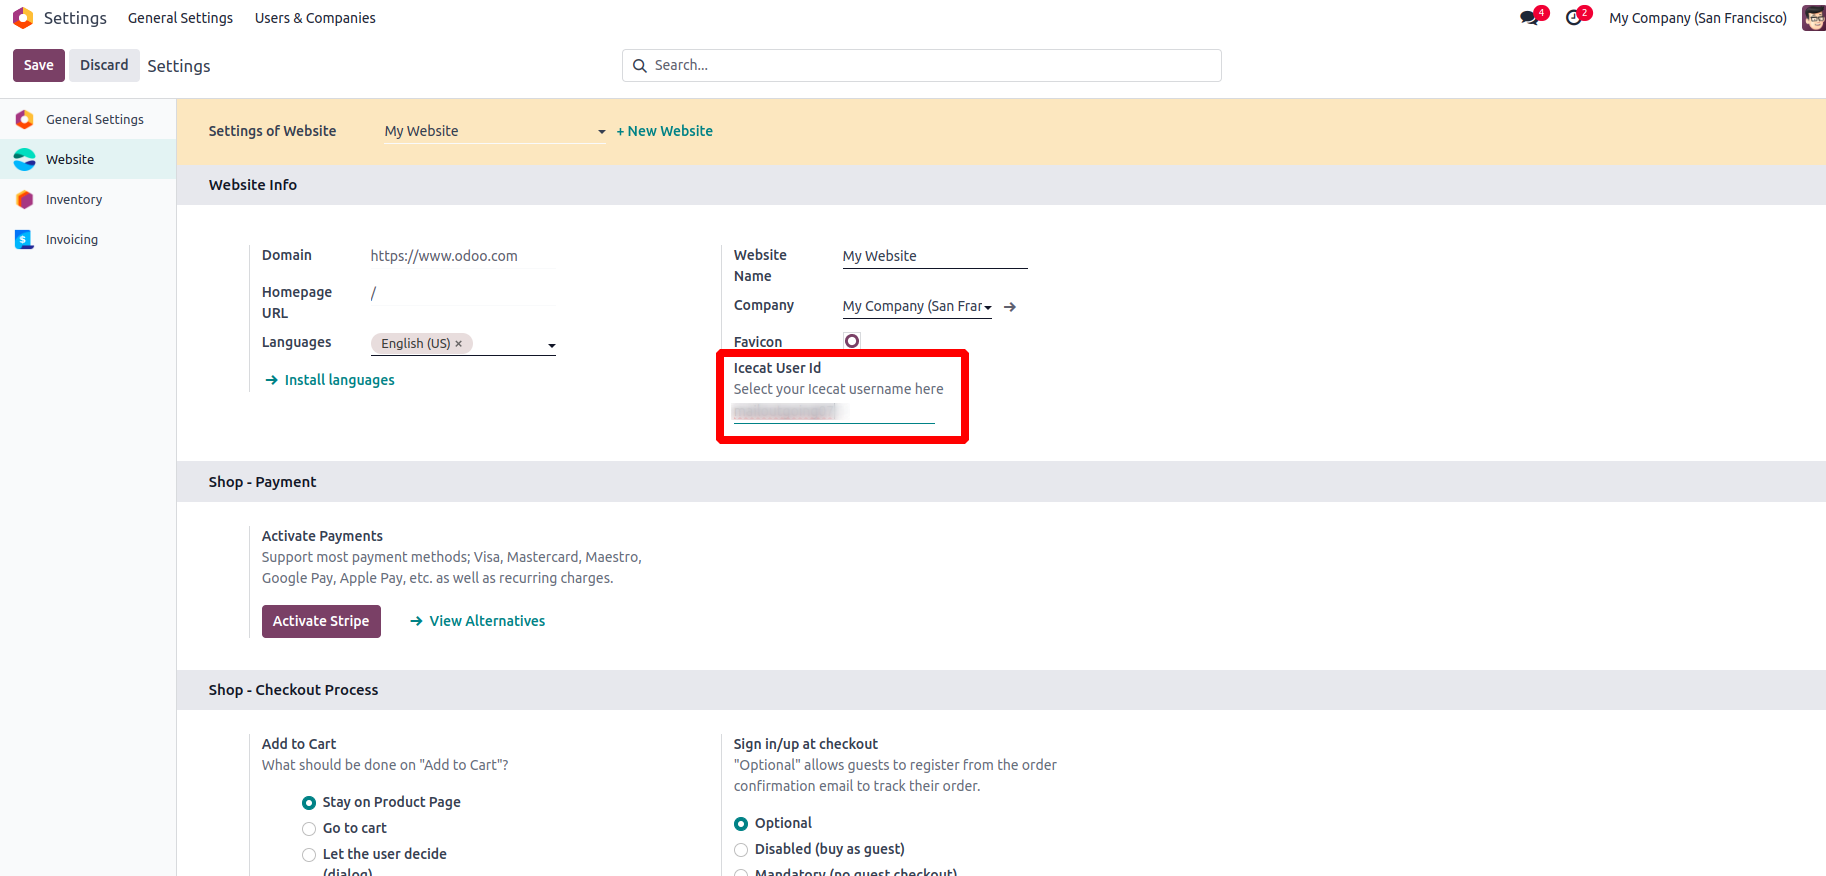 Settings General Settings Users & Companies 4 2 My Company (San Francisco)
Save Discard Settings Search...
General Settings
Website
Inventory
Invoicing
Settings of Website My Website + New Website
Website Info
Domain https://www.odoo.com
Homepage URL /
Languages English (US) ×
→ Install languages
Website Name My Website
Company My Company (San Frar
Favicon
Icecat User Id
Select your Icecat username here
Shop - Payment
Activate Payments
Support most payment methods; Visa, Mastercard, Maestro,
Google Pay, Apple Pay, etc. as well as recurring charges.
Activate Stripe → View Alternatives
Shop - Checkout Process
Add to Cart
What should be done on "Add to Cart"?
Stay on Product Page
Go to cart
Let the user decide
(dialog)
Sign in/up at checkout
"Optional" allows guests to register from the order
confirmation email to track their order.
Optional
Disabled (buy as guest)
Mandatory (no guest checkout)